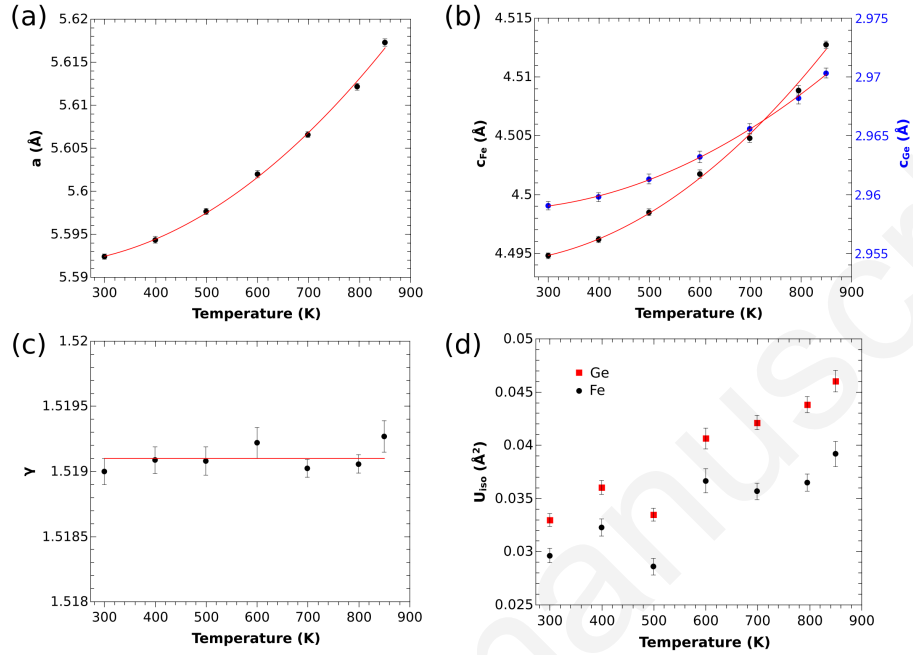 (a)
5.62
5.615
5.61
5.605
5.6
5.595
5.59
a (Å)
300 400 500 600 700 800 900
Temperature (K)
(b)
4.515
4.51
4.505
4.5
4.495
c_Fe (Å)
2.975
2.97
2.965
2.96
2.955
c_Ge (Å)
300 400 500 600 700 800 900
Temperature (K)
(c)
1.52
1.5195
1.519
1.5185
1.518
γ
300 400 500 600 700 800 900
Temperature (K)
(d)
0.05
0.045
0.04
0.035
0.03
0.025
U_iso (Å²)
Ge
Fe
300 400 500 600 700 800 900
Temperature (K)
manuscri